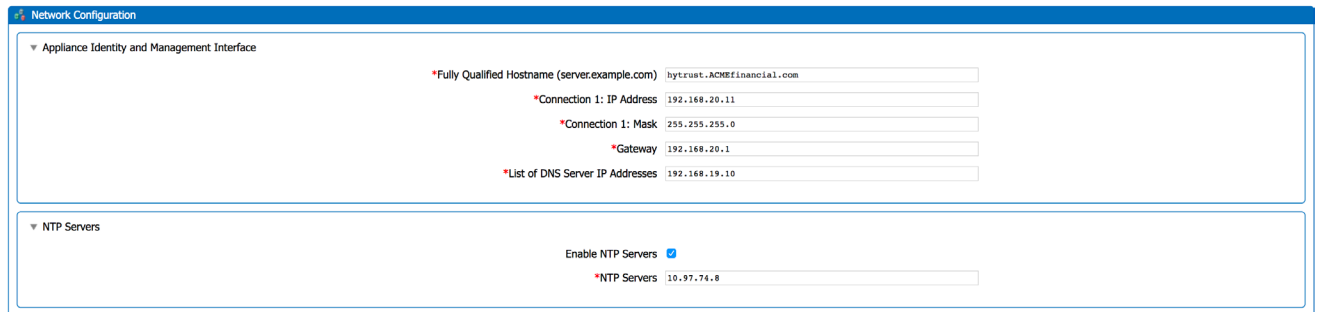 Network Configuration
Appliance Identity and Management Interface
*Fully Qualified Hostname (server.example.com) hytrust.ACMEfinancial.com
*Connection 1: IP Address 192.168.20.11
*Connection 1: Mask 255.255.255.0
*Gateway 192.168.20.1
*List of DNS Server IP Addresses 192.168.19.10
NTP Servers
Enable NTP Servers
*NTP Servers 10.97.74.8